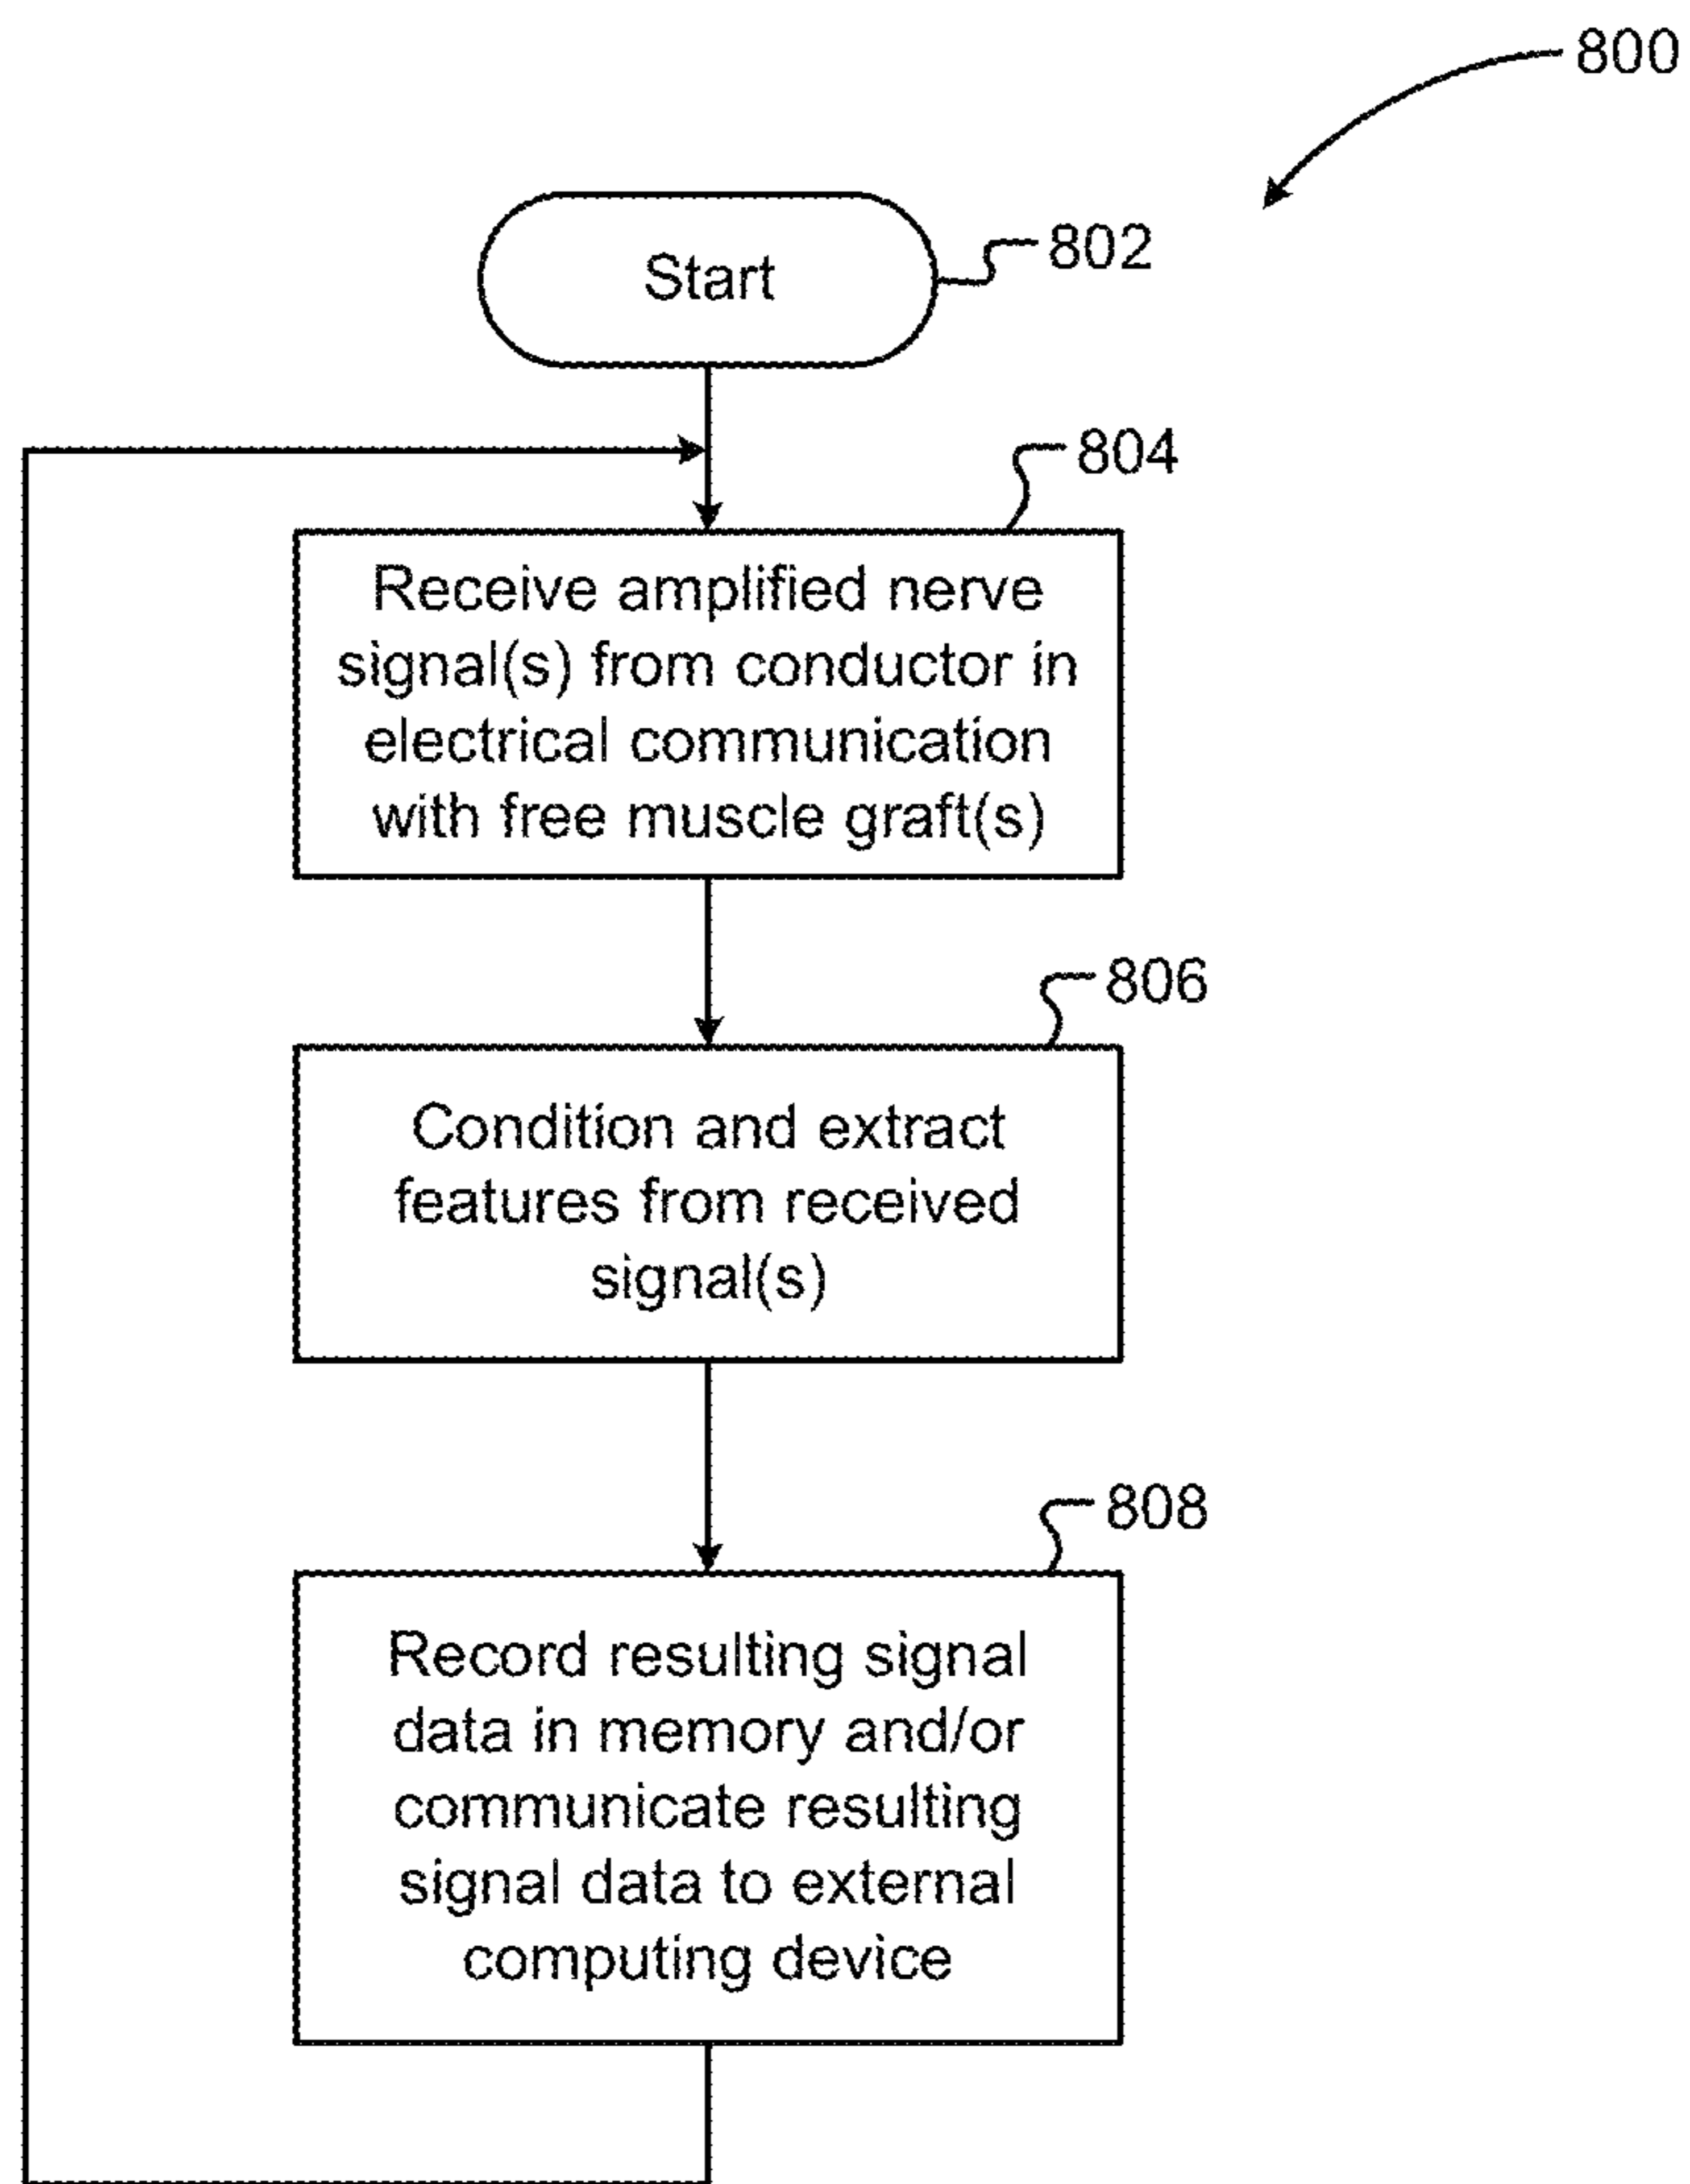 800
Start
802
804
Receive amplified nerve
signal(s) from conductor in
electrical communication
with free muscle graft(s)
806
Condition and extract
features from received
signal(s)
808
Record resulting signal
data in memory and/or
communicate resulting
signal data to external
computing device